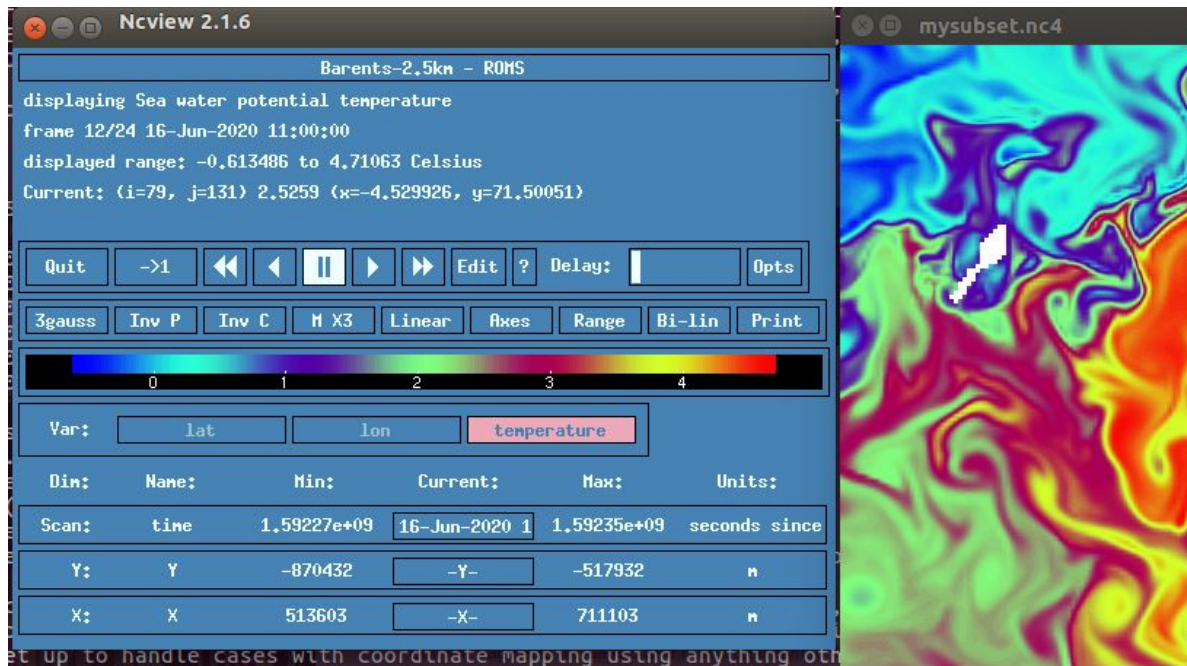 Ncview 2.1.6
mysubset.nc4
Barents-2.5km - ROMS
displaying Sea water potential temperature
frame 12/24 16-Jun-2020 11:00:00
displayed range: -0.613486 to 4.71063 Celsius
Current: (i=79, j=131) 2.5259 (x=-4.529926, y=71.50051)
Quit ->1 Edit ? Delay: Opts
3gauss Inv P Inv C M X3 Linear Axes Range Bi-lin Print
0 1 2 3 4
Var: lat lon temperature
Dim: Name: Min: Current: Max: Units:
Scan: time 1.59227e+09 16-Jun-2020 1 1.59235e+09 seconds since
Y: Y -870432 -Y- -517932 m
X: X 513603 -X- 711103 m
et up to handle cases with coordinate mapping using anything oth